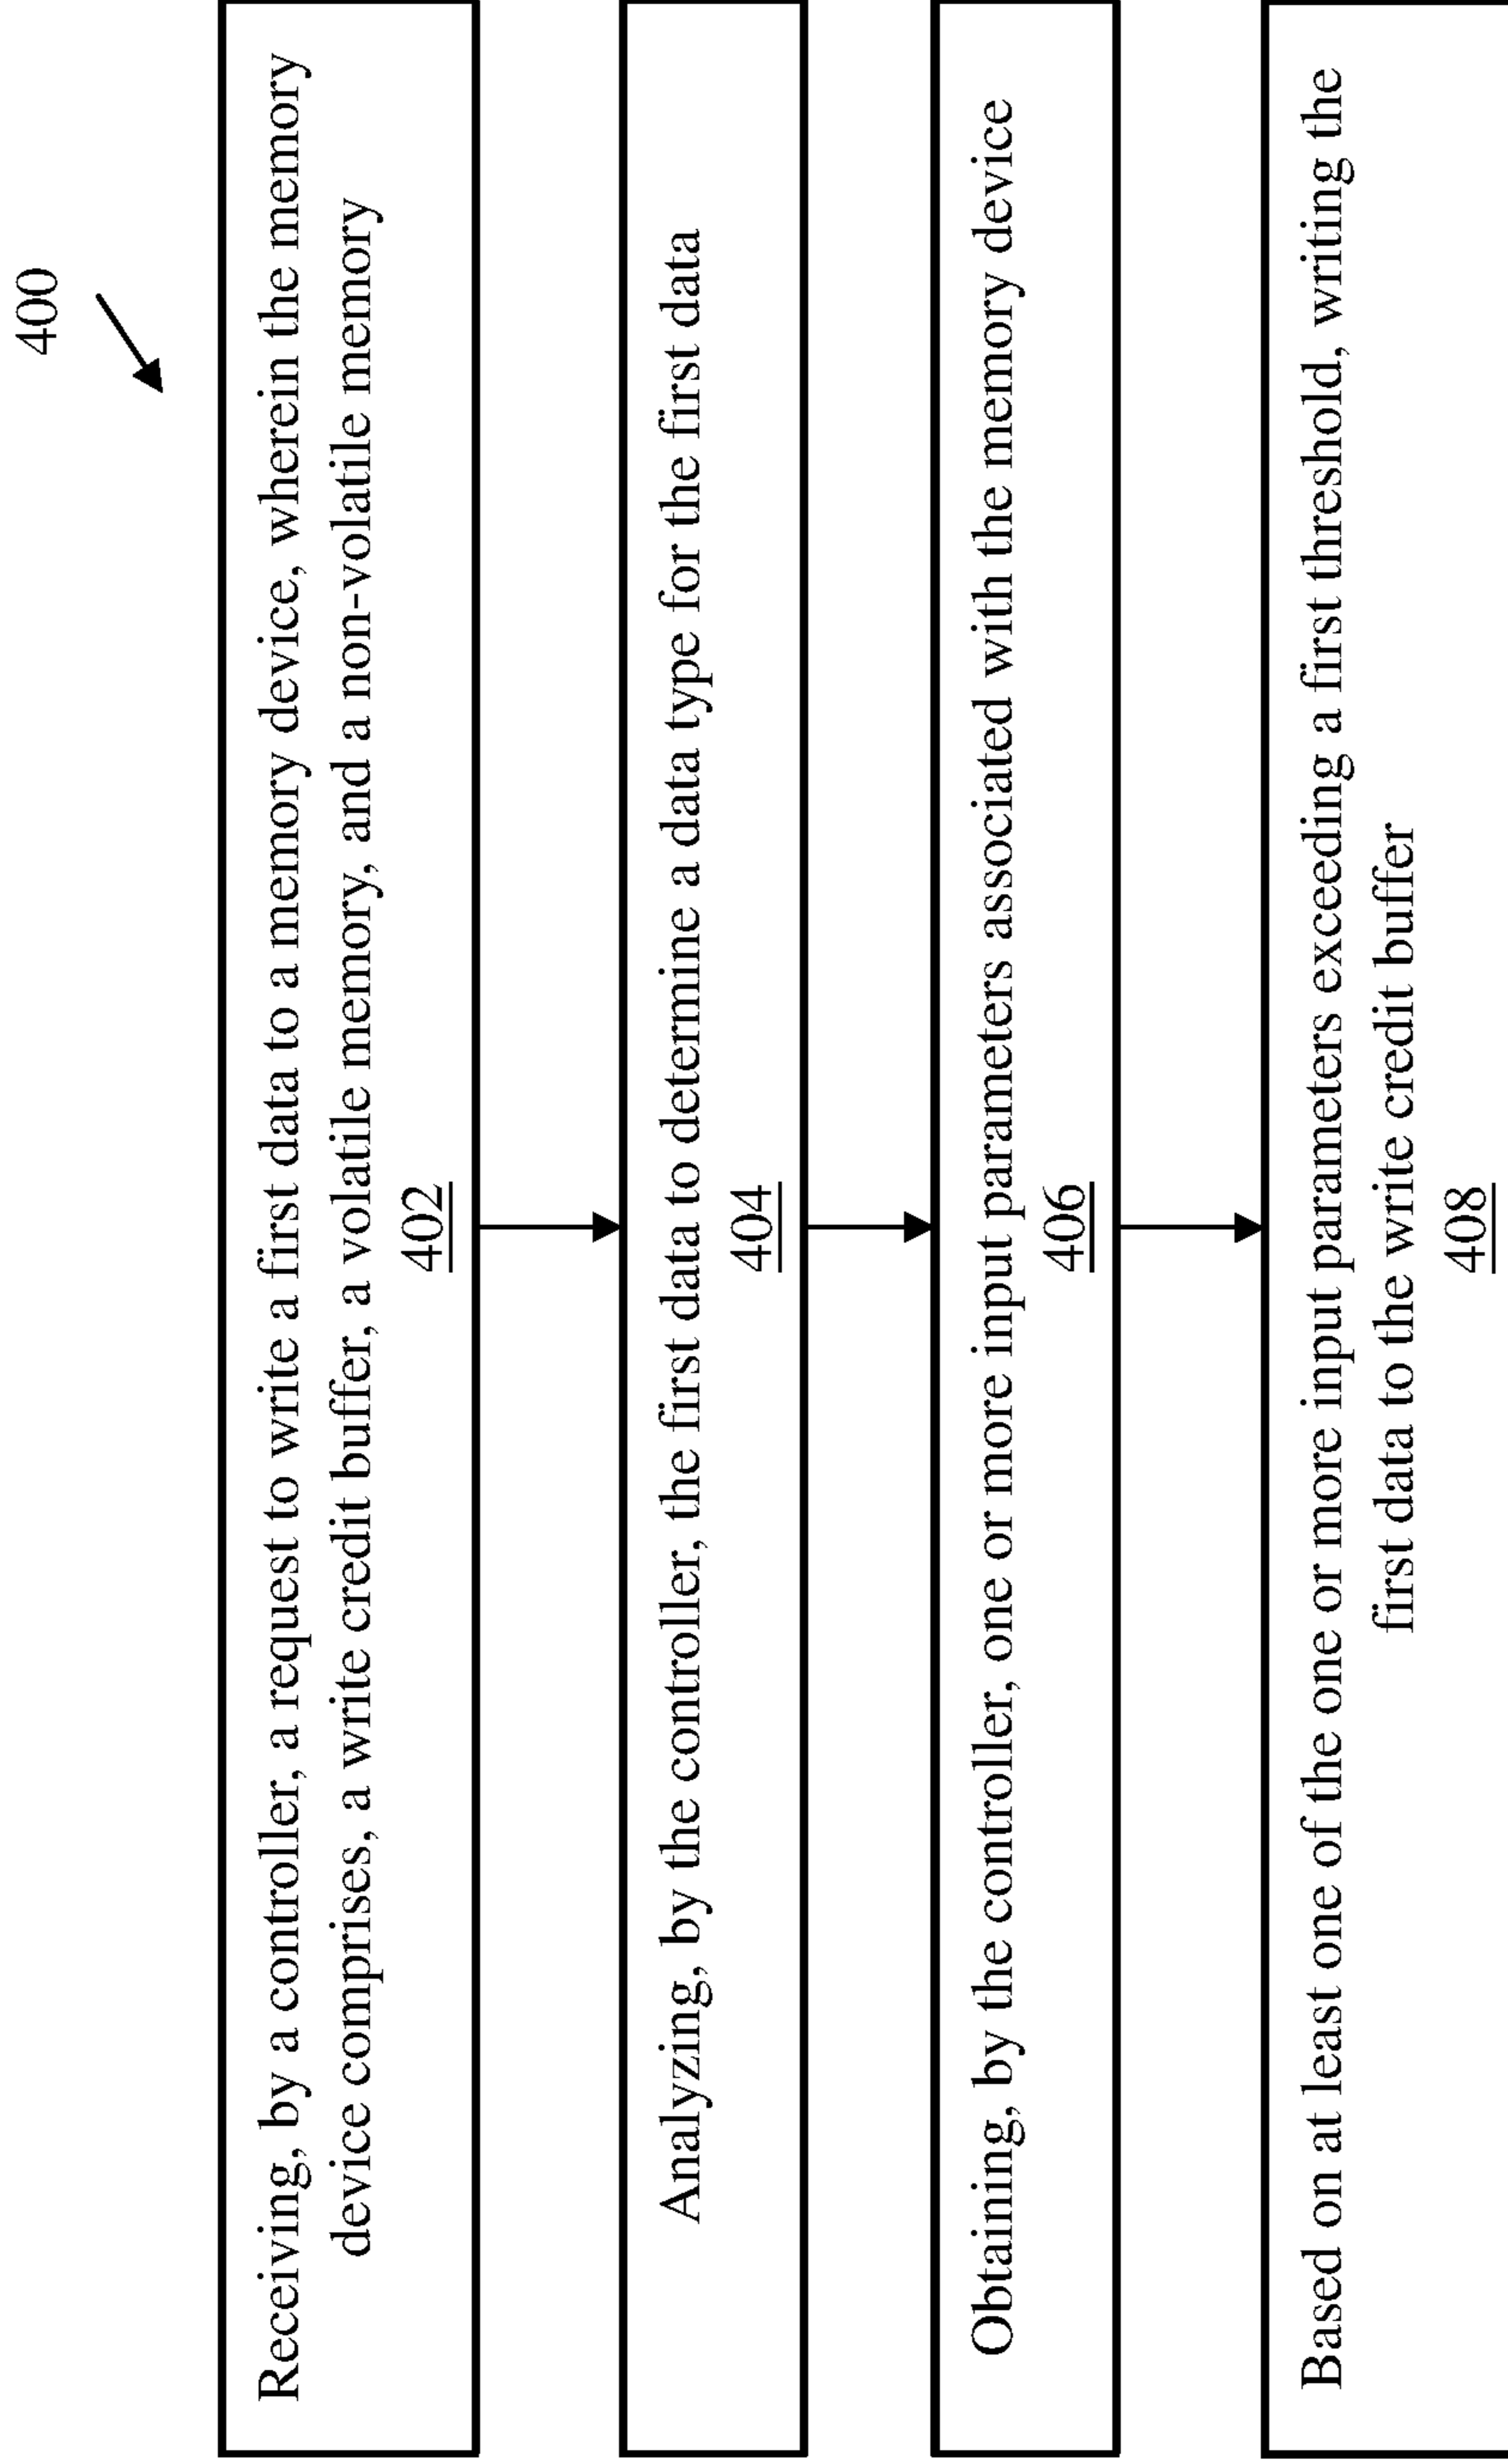 400
Receiving, by a controller, a request to write a first data to a memory device, wherein the memory
device comprises, a write credit buffer, a volatile memory, and a non-volatile memory
402
Analyzing, by the controller, the first data to determine a data type for the first data
404
Obtaining, by the controller, one or more input parameters associated with the memory device
406
Based on at least one of the one or more input parameters exceeding a first threshold, writing the
first data to the write credit buffer
408